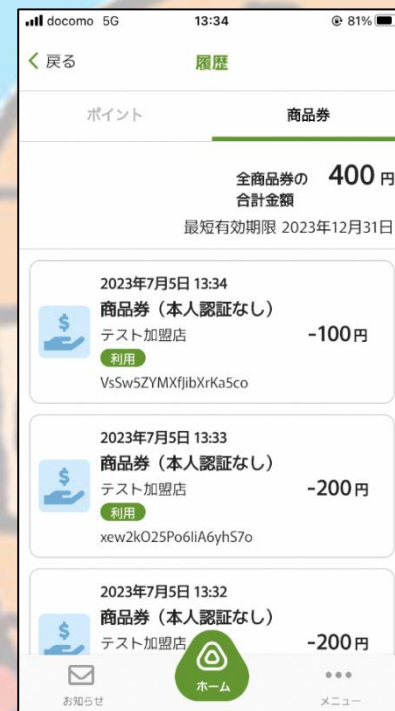 docomo 5G 13:34 81%
戻る 履歴
ポイント 商品券
全商品券の合計金額 400 円
最短有効期限 2023年12月31日
2023年7月5日 13:34
商品券（本人認証なし）
テスト加盟店 -100円
利用
VsSw5ZYMXfJibXrKa5co
2023年7月5日 13:33
商品券（本人認証なし）
テスト加盟店 -200円
利用
xew2kO25Po6IiA6yhS7o
2023年7月5日 13:32
商品券（本人認証なし）
テスト加盟店 -200円
お知らせ ホーム メニュー